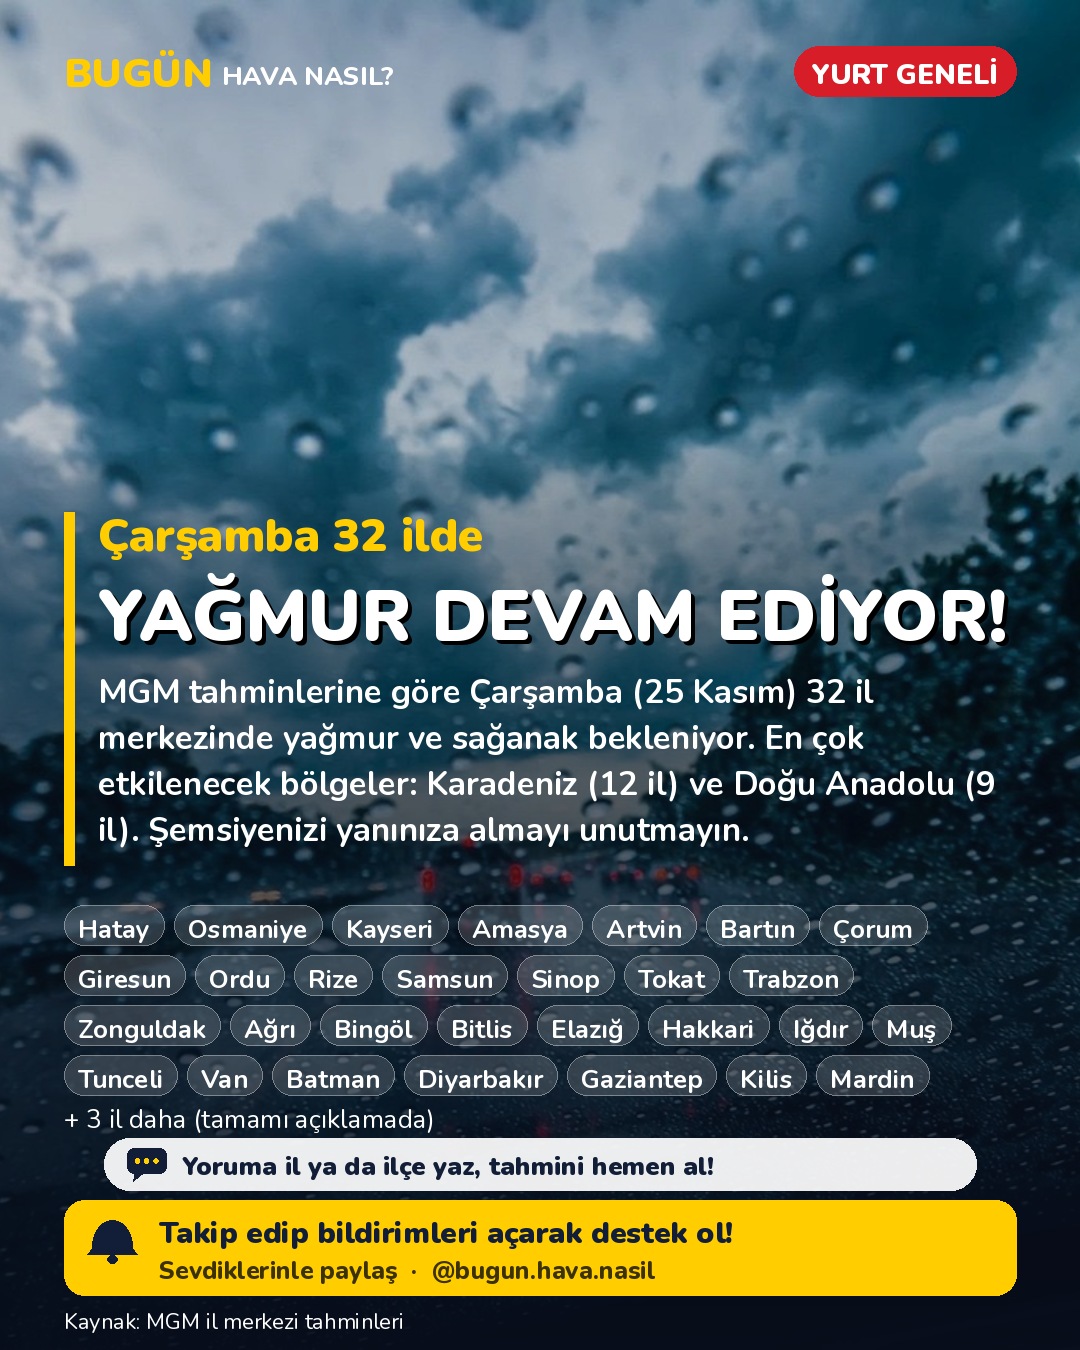 BUGÜN HAVA NASIL?
YURT GENELİ
Çarşamba 32 ilde
YAĞMUR DEVAM EDİYOR!
MGM tahminlerine göre Çarşamba (25 Kasım) 32 il
merkezinde yağmur ve sağanak bekleniyor. En çok
etkilenecek bölgeler: Karadeniz (12 il) ve Doğu Anadolu (9
il). Şemsiyenizi yanınıza almayı unutmayın.
Hatay Osmaniye Kayseri Amasya Artvin Bartın Çorum
Giresun Ordu Rize Samsun Sinop Tokat Trabzon
Zonguldak Ağrı Bingöl Bitlis Elazığ Hakkari Iğdır Muş
Tunceli Van Batman Diyarbakır Gaziantep Kilis Mardin
+ 3 il daha (tamamı açıklamada)
Yoruma il ya da ilçe yaz, tahmini hemen al!
Takip edip bildirimleri açarak destek ol!
Sevdiklerinle paylaş · @bugun.hava.nasil
Kaynak: MGM il merkezi tahminleri